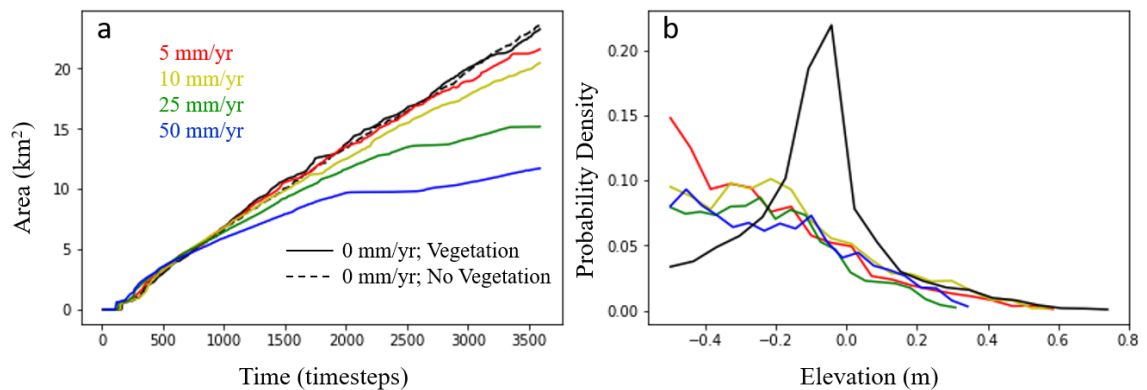 a
5 mm/yr
10 mm/yr
25 mm/yr
50 mm/yr
0 mm/yr; Vegetation
0 mm/yr; No Vegetation
Area (km²)
20
15
10
5
0
0 500 1000 1500 2000 2500 3000 3500
Time (timesteps)
b
Probability Density
0.20
0.15
0.10
0.05
0.00
−0.4 −0.2 0.0 0.2 0.4 0.6 0.8
Elevation (m)